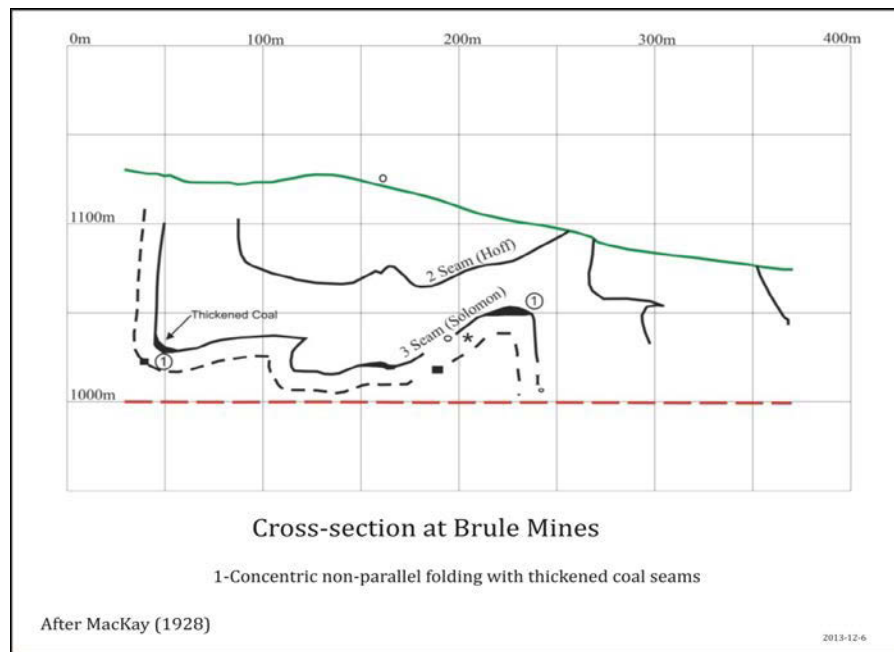 0m 100m 200m 300m 400m
1100m
2 Seam (Hoff)
1
Thickened Coal
3 Seam (Solomon)
*
1
1000m
Cross-section at Brule Mines
1-Concentric non-parallel folding with thickened coal seams
After MacKay (1928)
2013-12-6